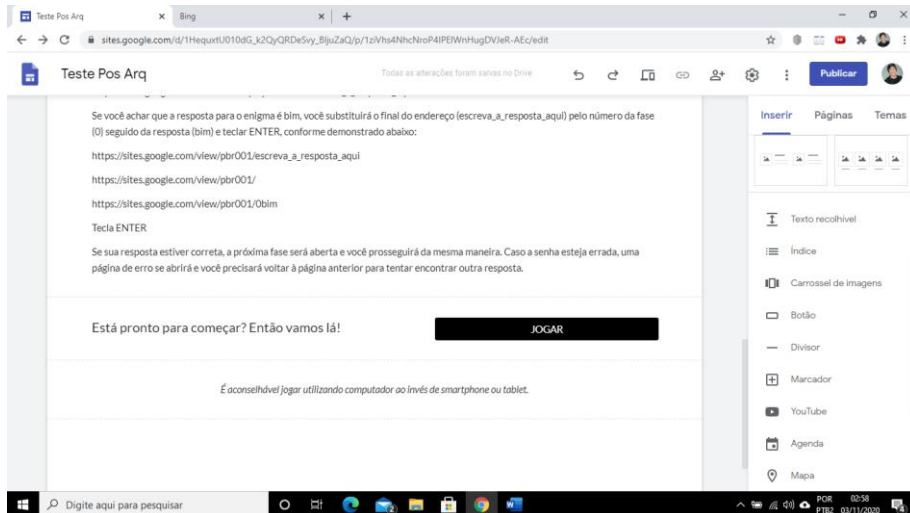 Teste Pos Arq
Bing
sites.google.com/d/1HequxtU010dG_k2QyQRDeSvy_BljuZaQ/p/1ziVhs4NhcNroP4IPEIWnHugDVJeR-AEc/edit
Teste Pos Arq
Todas as alterações foram salvas no Drive
Publicar
Se você achar que a resposta para o enigma é bim, você substituirá o final do endereço (escreva_a_resposta_aqui) pelo número da fase
(0) seguido da resposta (bim) e teclar ENTER, conforme demonstrado abaixo:
https://sites.google.com/view/pbr001/escreva_a_resposta_aqui
https://sites.google.com/view/pbr001/
https://sites.google.com/view/pbr001/0bim
Tecla ENTER
Se sua resposta estiver correta, a próxima fase será aberta e você prosseguirá da mesma maneira. Caso a senha esteja errada, uma
página de erro se abrirá e você precisará voltar à página anterior para tentar encontrar outra resposta.
Está pronto para começar? Então vamos lá!
JOGAR
É aconselhável jogar utilizando computador ao invés de smartphone ou tablet.
Inserir Páginas Temas
Texto recolhível
Índice
Carrossel de imagens
Botão
Divisor
Marcador
YouTube
Agenda
Mapa
Digite aqui para pesquisar
POR 02:58
PTB2 03/11/2020